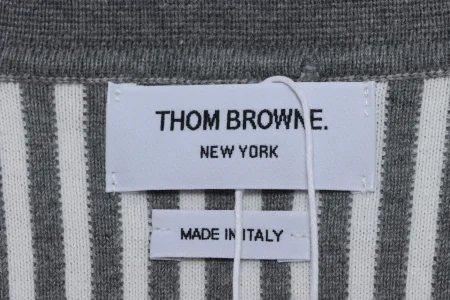 THOM BROWNE.
NEW YORK
MADE IN ITALY